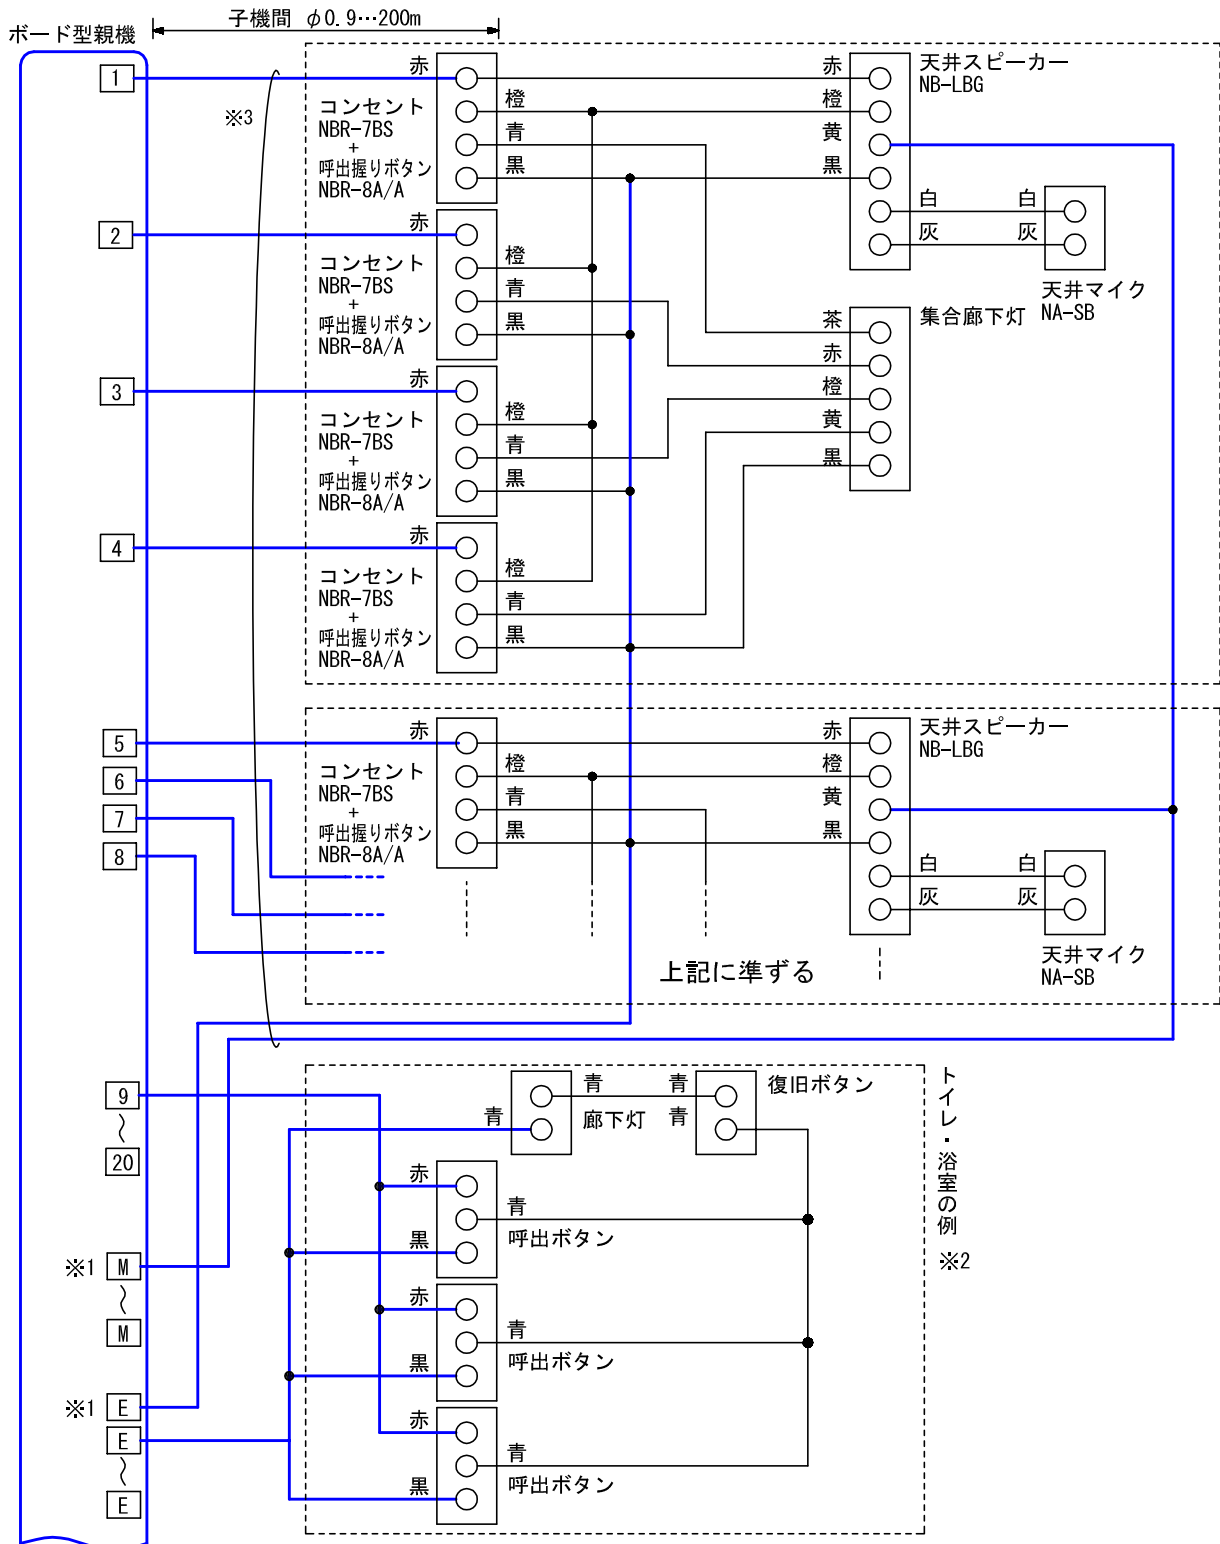 子機間 φ0.9…200m
ボード型親機
1
※3
赤
コンセント
NBR-7BS
+
呼出握りボタン
NBR-8A/A
橙
青
黒
赤
橙
黄
黒
天井スピーカー
NB-LBG
白
灰
白
灰
天井マイク
NA-SB
2
赤
コンセント
NBR-7BS
+
呼出握りボタン
NBR-8A/A
橙
青
黒
茶
赤
橙
黄
黒
集合廊下灯
3
赤
コンセント
NBR-7BS
+
呼出握りボタン
NBR-8A/A
橙
青
黒
4
赤
コンセント
NBR-7BS
+
呼出握りボタン
NBR-8A/A
橙
青
黒
5
6
7
8
赤
コンセント
NBR-7BS
+
呼出握りボタン
NBR-8A/A
橙
青
黒
赤
橙
黄
黒
天井スピーカー
NB-LBG
白
灰
白
灰
天井マイク
NA-SB
上記に準ずる
9
〜
20
青
青
廊下灯
青
青
復旧ボタン
トイレ・浴室の例
※2
赤
黒
青
呼出ボタン
※1 M
〜
M
赤
黒
青
呼出ボタン
※1 E
E
〜
E
赤
黒
青
呼出ボタン